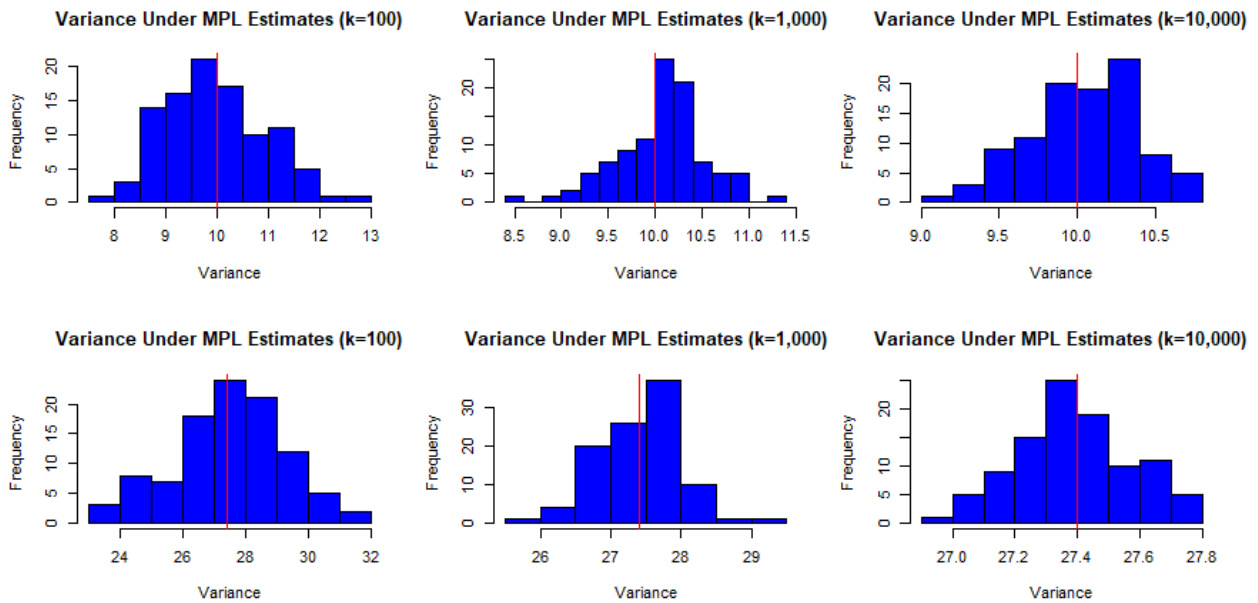 Variance Under MPL Estimates (k=100)
Frequency
0 5 10 15 20
8 9 10 11 12 13
Variance
Variance Under MPL Estimates (k=1,000)
Frequency
0 5 10 20
8.5 9.0 9.5 10.0 10.5 11.0 11.5
Variance
Variance Under MPL Estimates (k=10,000)
Frequency
0 5 10 20
9.0 9.5 10.0 10.5
Variance
Variance Under MPL Estimates (k=100)
Frequency
0 5 10 15 20
24 26 28 30 32
Variance
Variance Under MPL Estimates (k=1,000)
Frequency
0 10 20 30
26 27 28 29
Variance
Variance Under MPL Estimates (k=10,000)
Frequency
0 5 10 20
27.0 27.2 27.4 27.6 27.8
Variance